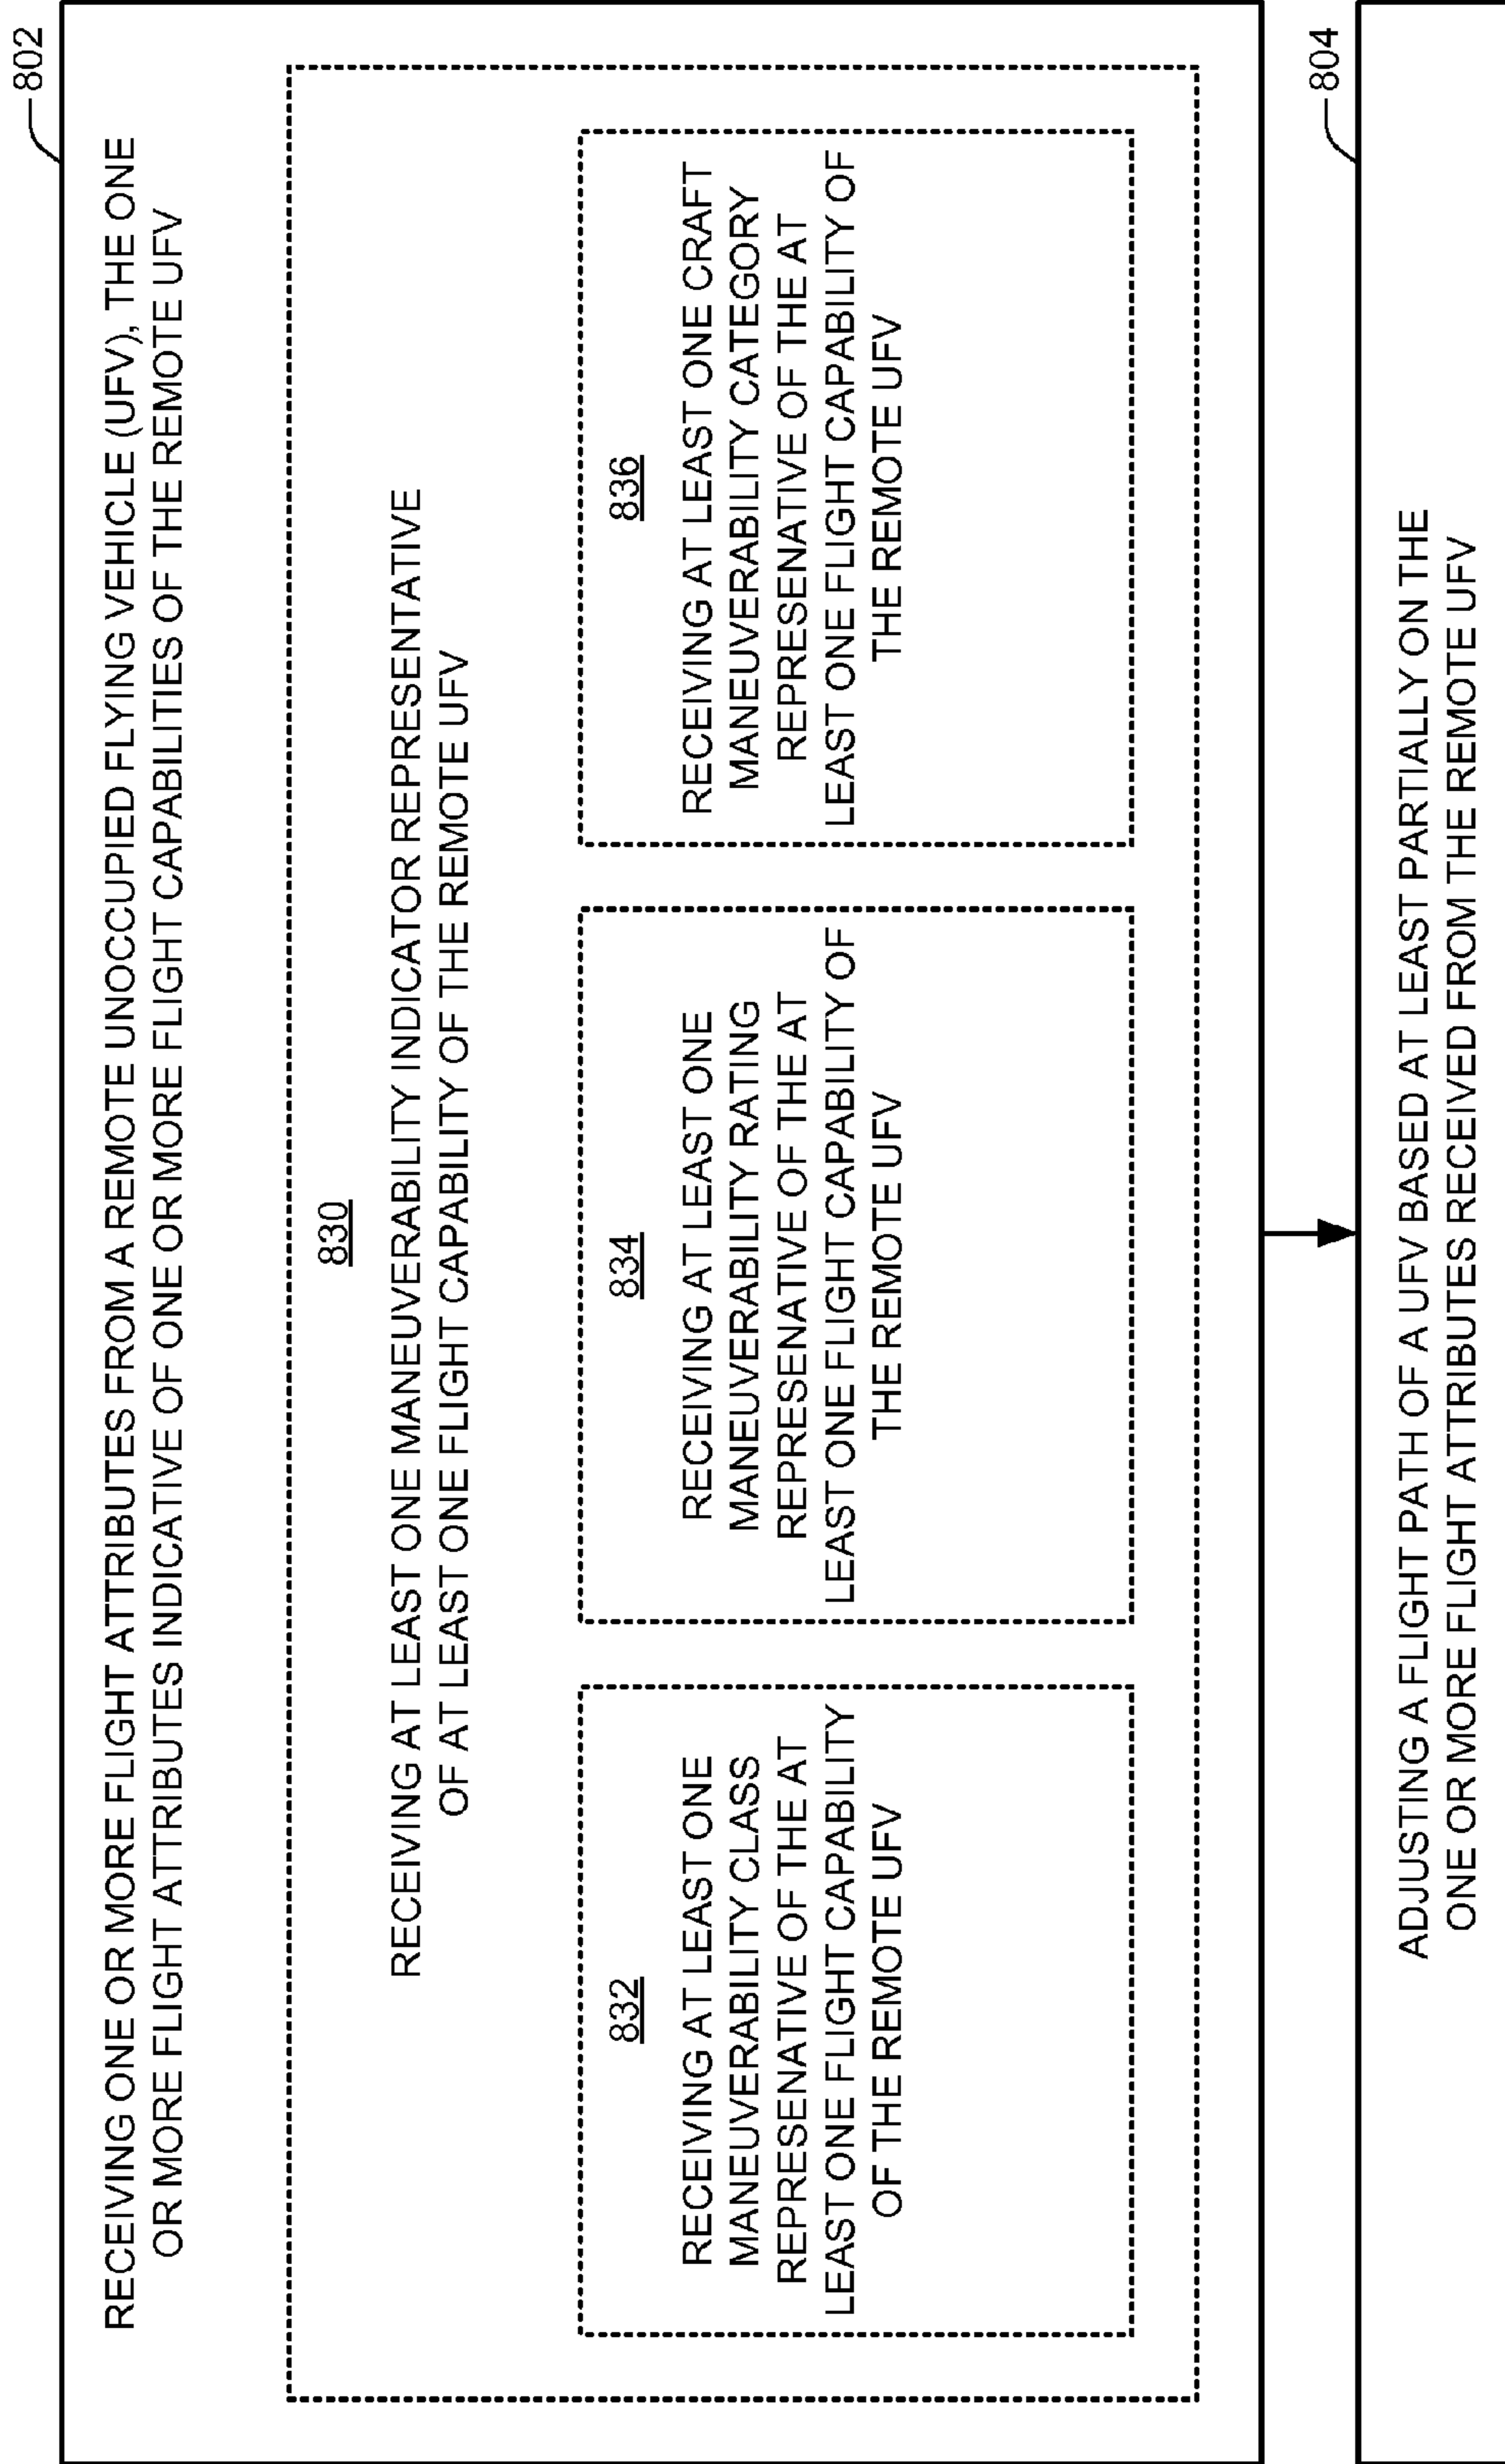 802
RECEIVING ONE OR MORE FLIGHT ATTRIBUTES FROM A REMOTE UNOCCUPIED FLYING VEHICLE (UFV), THE ONE
OR MORE FLIGHT ATTRIBUTES INDICATIVE OF ONE OR MORE FLIGHT CAPABILITIES OF THE REMOTE UFV
830
RECEIVING AT LEAST ONE MANEUVERABILITY INDICATOR REPRESENTATIVE
OF AT LEAST ONE FLIGHT CAPABILITY OF THE REMOTE UFV
832
RECEIVING AT LEAST ONE
MANEUVERABILITY CLASS
REPRESENATIVE OF THE AT
LEAST ONE FLIGHT CAPABILITY
OF THE REMOTE UFV
834
RECEIVING AT LEAST ONE
MANEUVERABILITY RATING
REPRESENATIVE OF THE AT
LEAST ONE FLIGHT CAPABILITY OF
THE REMOTE UFV
836
RECEIVING AT LEAST ONE CRAFT
MANEUVERABILITY CATEGORY
REPRESENATIVE OF THE AT
LEAST ONE FLIGHT CAPABILITY OF
THE REMOTE UFV
804
ADJUSTING A FLIGHT PATH OF A UFV BASED AT LEAST PARTIALLY ON THE
ONE OR MORE FLIGHT ATTRIBUTES RECEIVED FROM THE REMOTE UFV